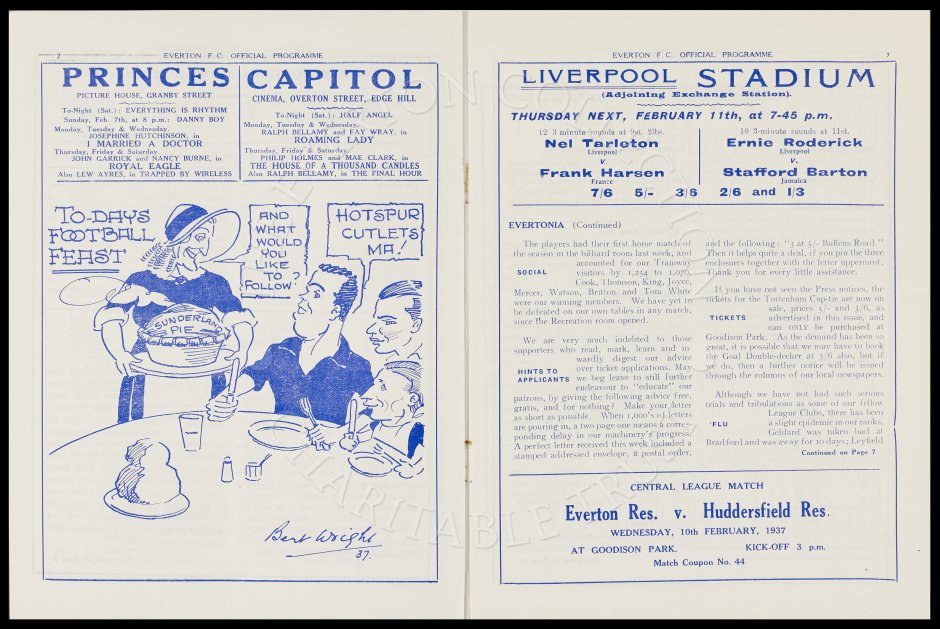 2
EVERTON F.C. OFFICIAL PROGRAMME
PRINCES
PICTURE HOUSE, GRANBY STREET
To-Night (Sat.): EVERYTHING IS RHYTHM
Sunday, Feb. 7th, at 8 p.m.: DANNY BOY
Monday, Tuesday & Wednesday.
JOSEPHINE HUTCHINSON, in
I MARRIED A DOCTOR
Thursday, Friday & Saturday.
JOHN GARRICK and NANCY BURNE, in
ROYAL EAGLE
Also LEW AYRES, in TRAPPED BY WIRELESS
CAPITOL
CINEMA, OVERTON STREET, EDGE HILL
To-Night (Sat.): HALF ANGEL
Monday, Tuesday & Wednesday.
RALPH BELLAMY and FAY WRAY, in
ROAMING LADY
Thursday, Friday & Saturday.
PHILIP HOLMES and MAE CLARK, in
THE HOUSE OF A THOUSAND CANDLES
Also RALPH BELLAMY, in THE FINAL HOUR
TO-DAYS
FOOTBALL
FEAST
AND
WHAT
WOULD
YOU
LIKE
TO
FOLLOW?
HOTSPUR
CUTLETS
MA!
SUNDERLAND
PIE
Bert Wright
37.
EVERTON F.C. OFFICIAL PROGRAMME
3
LIVERPOOL STADIUM
(Adjoining Exchange Station).
THURSDAY NEXT, FEBRUARY 11th, at 7-45 p.m.
12 3-minute rounds at 9st. 2lbs.
Nel Tarleton
Liverpool
v.
Frank Harsen
France
10 3-minute rounds at 11st.
Ernie Roderick
Liverpool
v.
Stafford Barton
Jamaica
7/6 5/- 3/6 2/6 and 1/3
EVERTONIA (Continued)
The players had their first home match of
the season in the billiard room last week, and
SOCIAL
accounted for our Tramway
visitors by 1,254 to 1,076,
Cook, Thomson, King, Joyce,
Mercer, Watson, Britton and Tom White
were our winning members. We have yet to
be defeated on our own tables in any match,
since the Recreation room opened.
We are very much indebted to those
supporters who read, mark, learn and in-
HINTS TO
APPLICANTS
wardly digest our advice
over ticket applications. May
we beg leave to still further
endeavour to "educate" our
patrons, by giving the following advice free,
gratis, and for nothing? Make your letter
as short as possible. When 1,000's of letters
are pouring in, a two page one means a corres-
ponding delay in our machinery's progress.
A perfect letter received this week included a
stamped addressed envelope, a postal order,
and the following: "3 at 5/- Bullens Road."
Then it helps quite a deal, if you pin the three
enclosures together with the letter uppermost.
Thank you for every little assistance.
If you have not seen the Press notices, the
tickets for the Tottenham Cup-tie are now on
TICKETS
sale, prices 5/- and 3/6, as
advertised in this issue, and
can ONLY be purchased at
Goodison Park. As the demand has been so
great, it is possible that we may have to book
the Goal Double-decker at 3/6 also, but if
we do, then a further notice will be issued
through the columns of our local newspapers.
Although we have not had such serious
trials and tribulations as some of our fellow
'FLU
League Clubs, there has been
a slight epidemic in our ranks.
Geldard was taken bad at
Bradford and was away for 10 days; Leyfield
Continued on Page 7
CENTRAL LEAGUE MATCH
Everton Res. v. Huddersfield Res.
WEDNESDAY, 10th FEBRUARY, 1937
AT GOODISON PARK. KICK-OFF 3 p.m.
Match Coupon No. 44